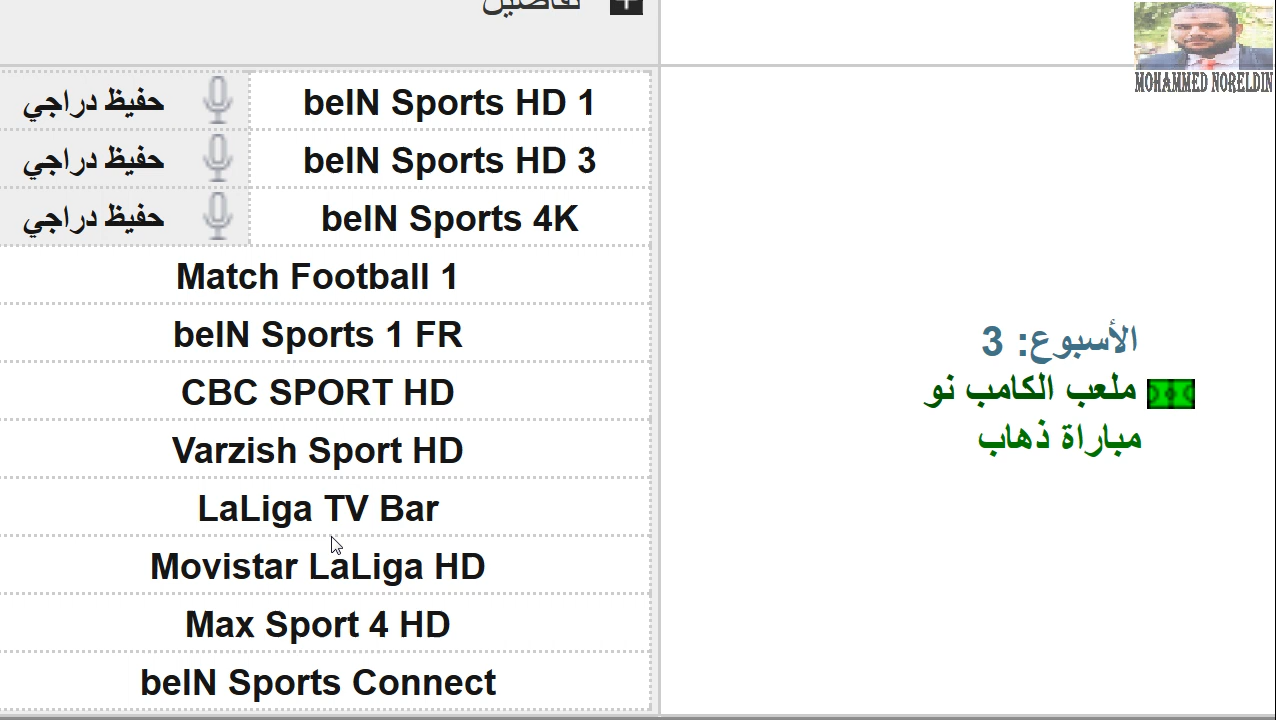 تفاصيل
MOHAMMED NORELDIN
beIN Sports HD 1
حفيظ دراجي
beIN Sports HD 3
حفيظ دراجي
beIN Sports 4K
حفيظ دراجي
Match Football 1
beIN Sports 1 FR
CBC SPORT HD
Varzish Sport HD
LaLiga TV Bar
Movistar LaLiga HD
Max Sport 4 HD
beIN Sports Connect
الأسبوع: 3
ملعب الكامب نو
مباراة ذهاب